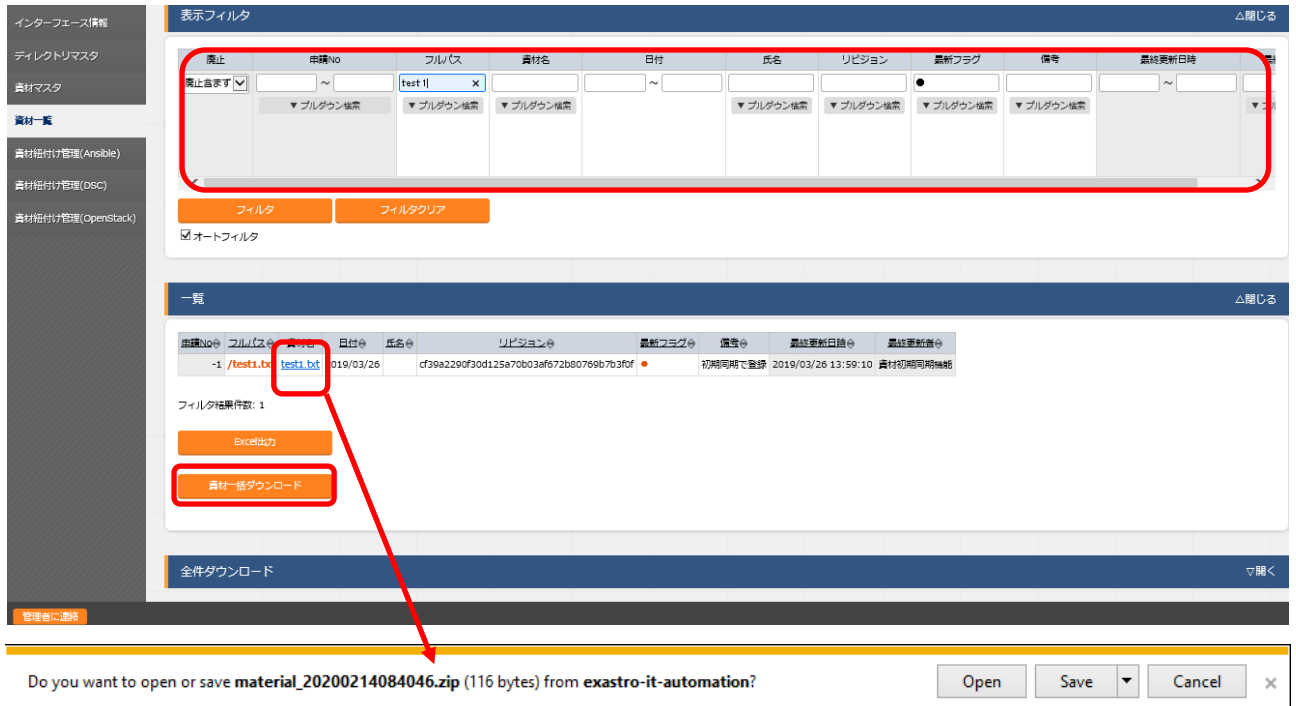 インターフェース情報
ディレクトリマスタ
資材マスタ
資材一覧
資材紐付け管理(Ansible)
資材紐付け管理(DSC)
資材紐付け管理(OpenStack)
表示フィルタ
△閉じる
廃止 申請No フルパス 資材名 日付 氏名 リビジョン 最新フラグ 備考 最終更新日時
廃止含まず ～ test 1 x ～ ● ～
▼ プルダウン検索 ▼ プルダウン検索 ▼ プルダウン検索 ▼ プルダウン検索 ▼ プルダウン検索 ▼ プルダウン検索 ▼ プルダウン検索
フィルタ フィルタクリア
オートフィルタ
一覧
△閉じる
申請No フルパス 資材名 日付 氏名 リビジョン 最新フラグ 備考 最終更新日時 最終更新者
-1 /test1.tx test1.txt 2019/03/26 cf39a2290f30d125a70b03af672b80769b7b3f0f ● 初期同期で登録 2019/03/26 13:59:10 資材初期同期機能
フィルタ結果件数: 1
Excel出力
資材一括ダウンロード
全件ダウンロード
▽開く
管理者に連絡
Do you want to open or save material_20200214084046.zip (116 bytes) from exastro-it-automation?
Open Save Cancel ×